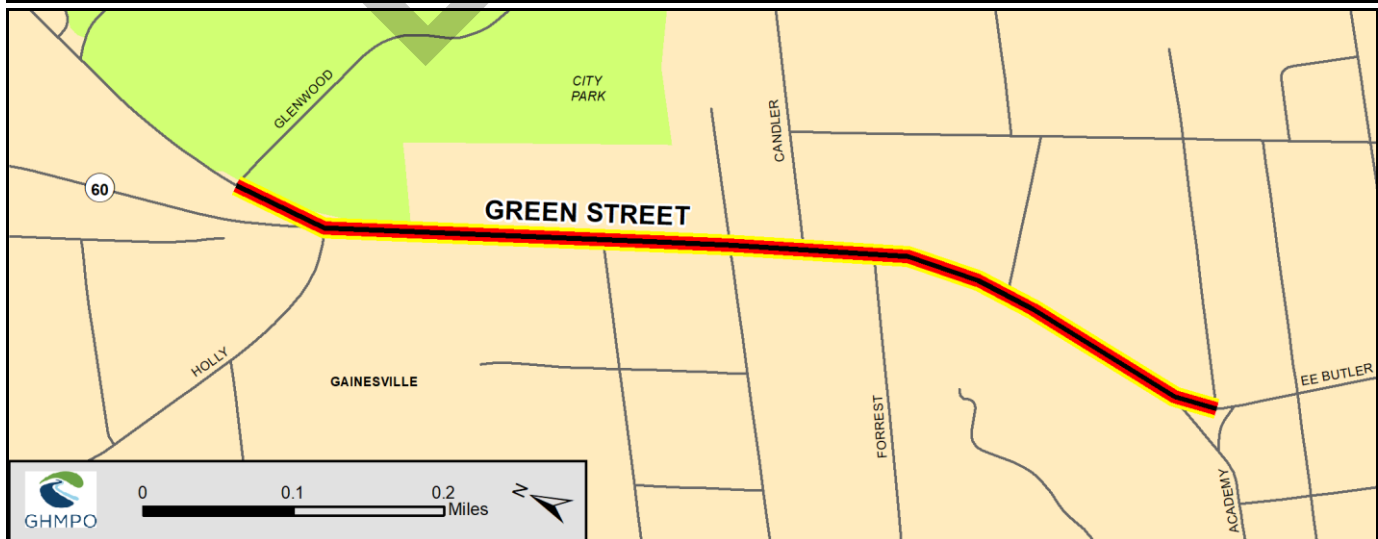 CITY
PARK
GLENWOOD
CANDLER
60
GREEN STREET
HOLLY
GAINESVILLE
EE BUTLER
FORREST
ACADEMY
GHMPO
0 0.1 0.2
Miles
N